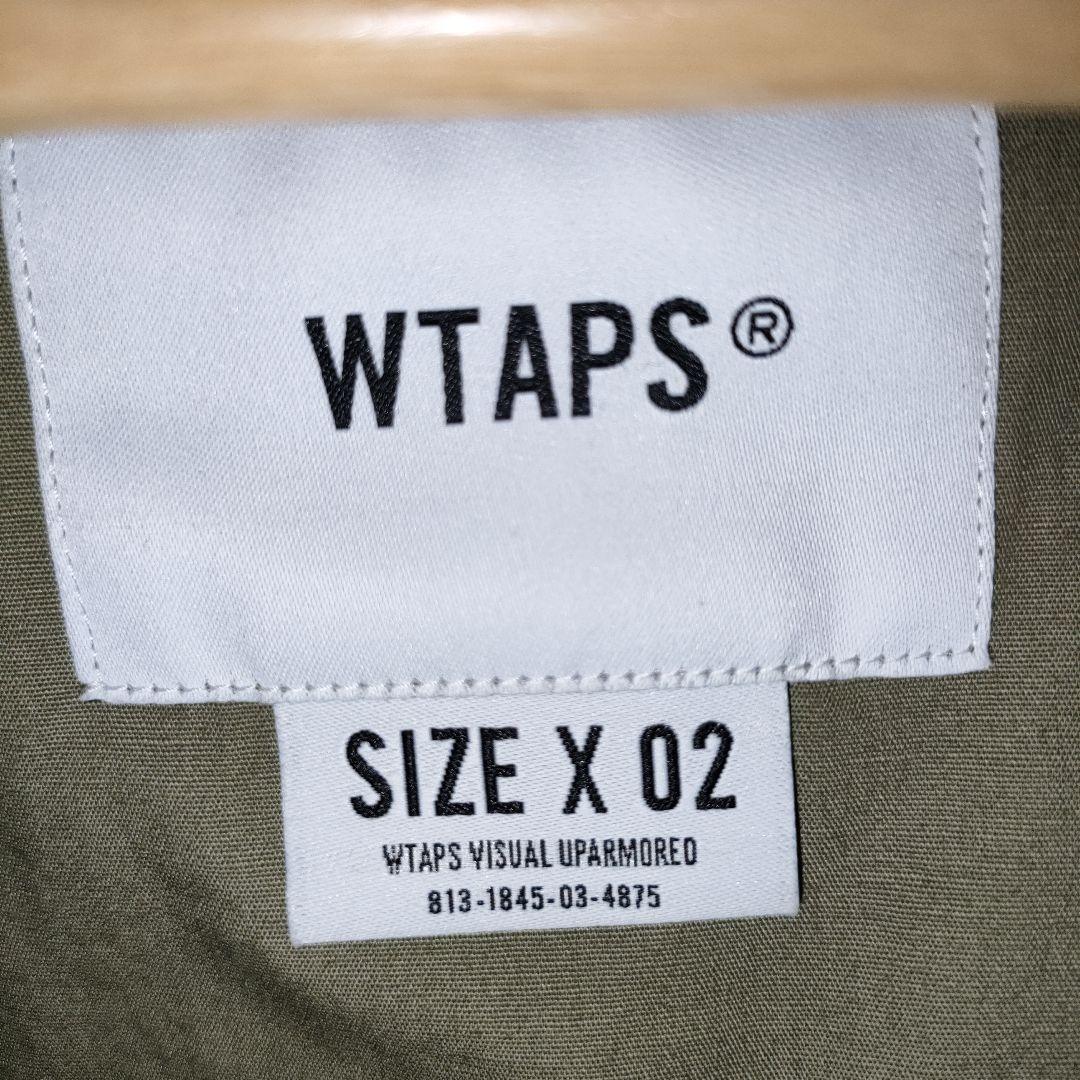 WTAPS®
SIZE X 02
WTAPS VISUAL UPARMORED
813-1845-03-4875